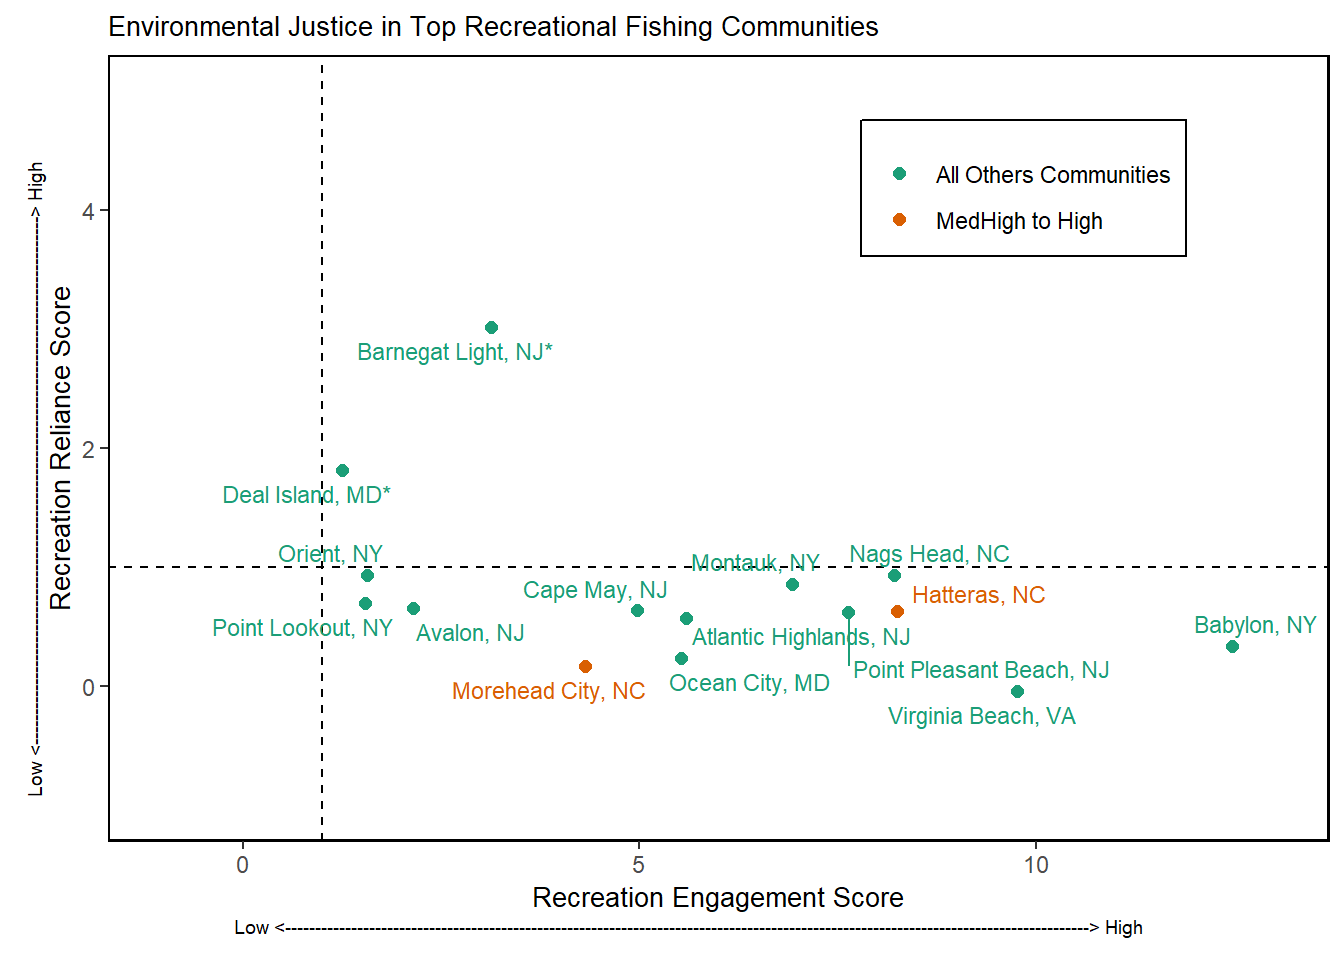 Environmental Justice in Top Recreational Fishing Communities
All Others Communities
MedHigh to High
Low <------------------------------------------------------------------------------------> High
Recreation Reliance Score
4
2
0
Barnegat Light, NJ*
Deal Island, MD*
Orient, NY
Montauk, NY
Nags Head, NC
Cape May, NJ
Hatteras, NC
Point Lookout, NY
Avalon, NJ
Atlantic Highlands, NJ
Babylon, NY
Point Pleasant Beach, NJ
Ocean City, MD
Morehead City, NC
Virginia Beach, VA
0
5
10
Recreation Engagement Score
Low <--------------------------------------------------------------------------------------------------------------------------------------> High